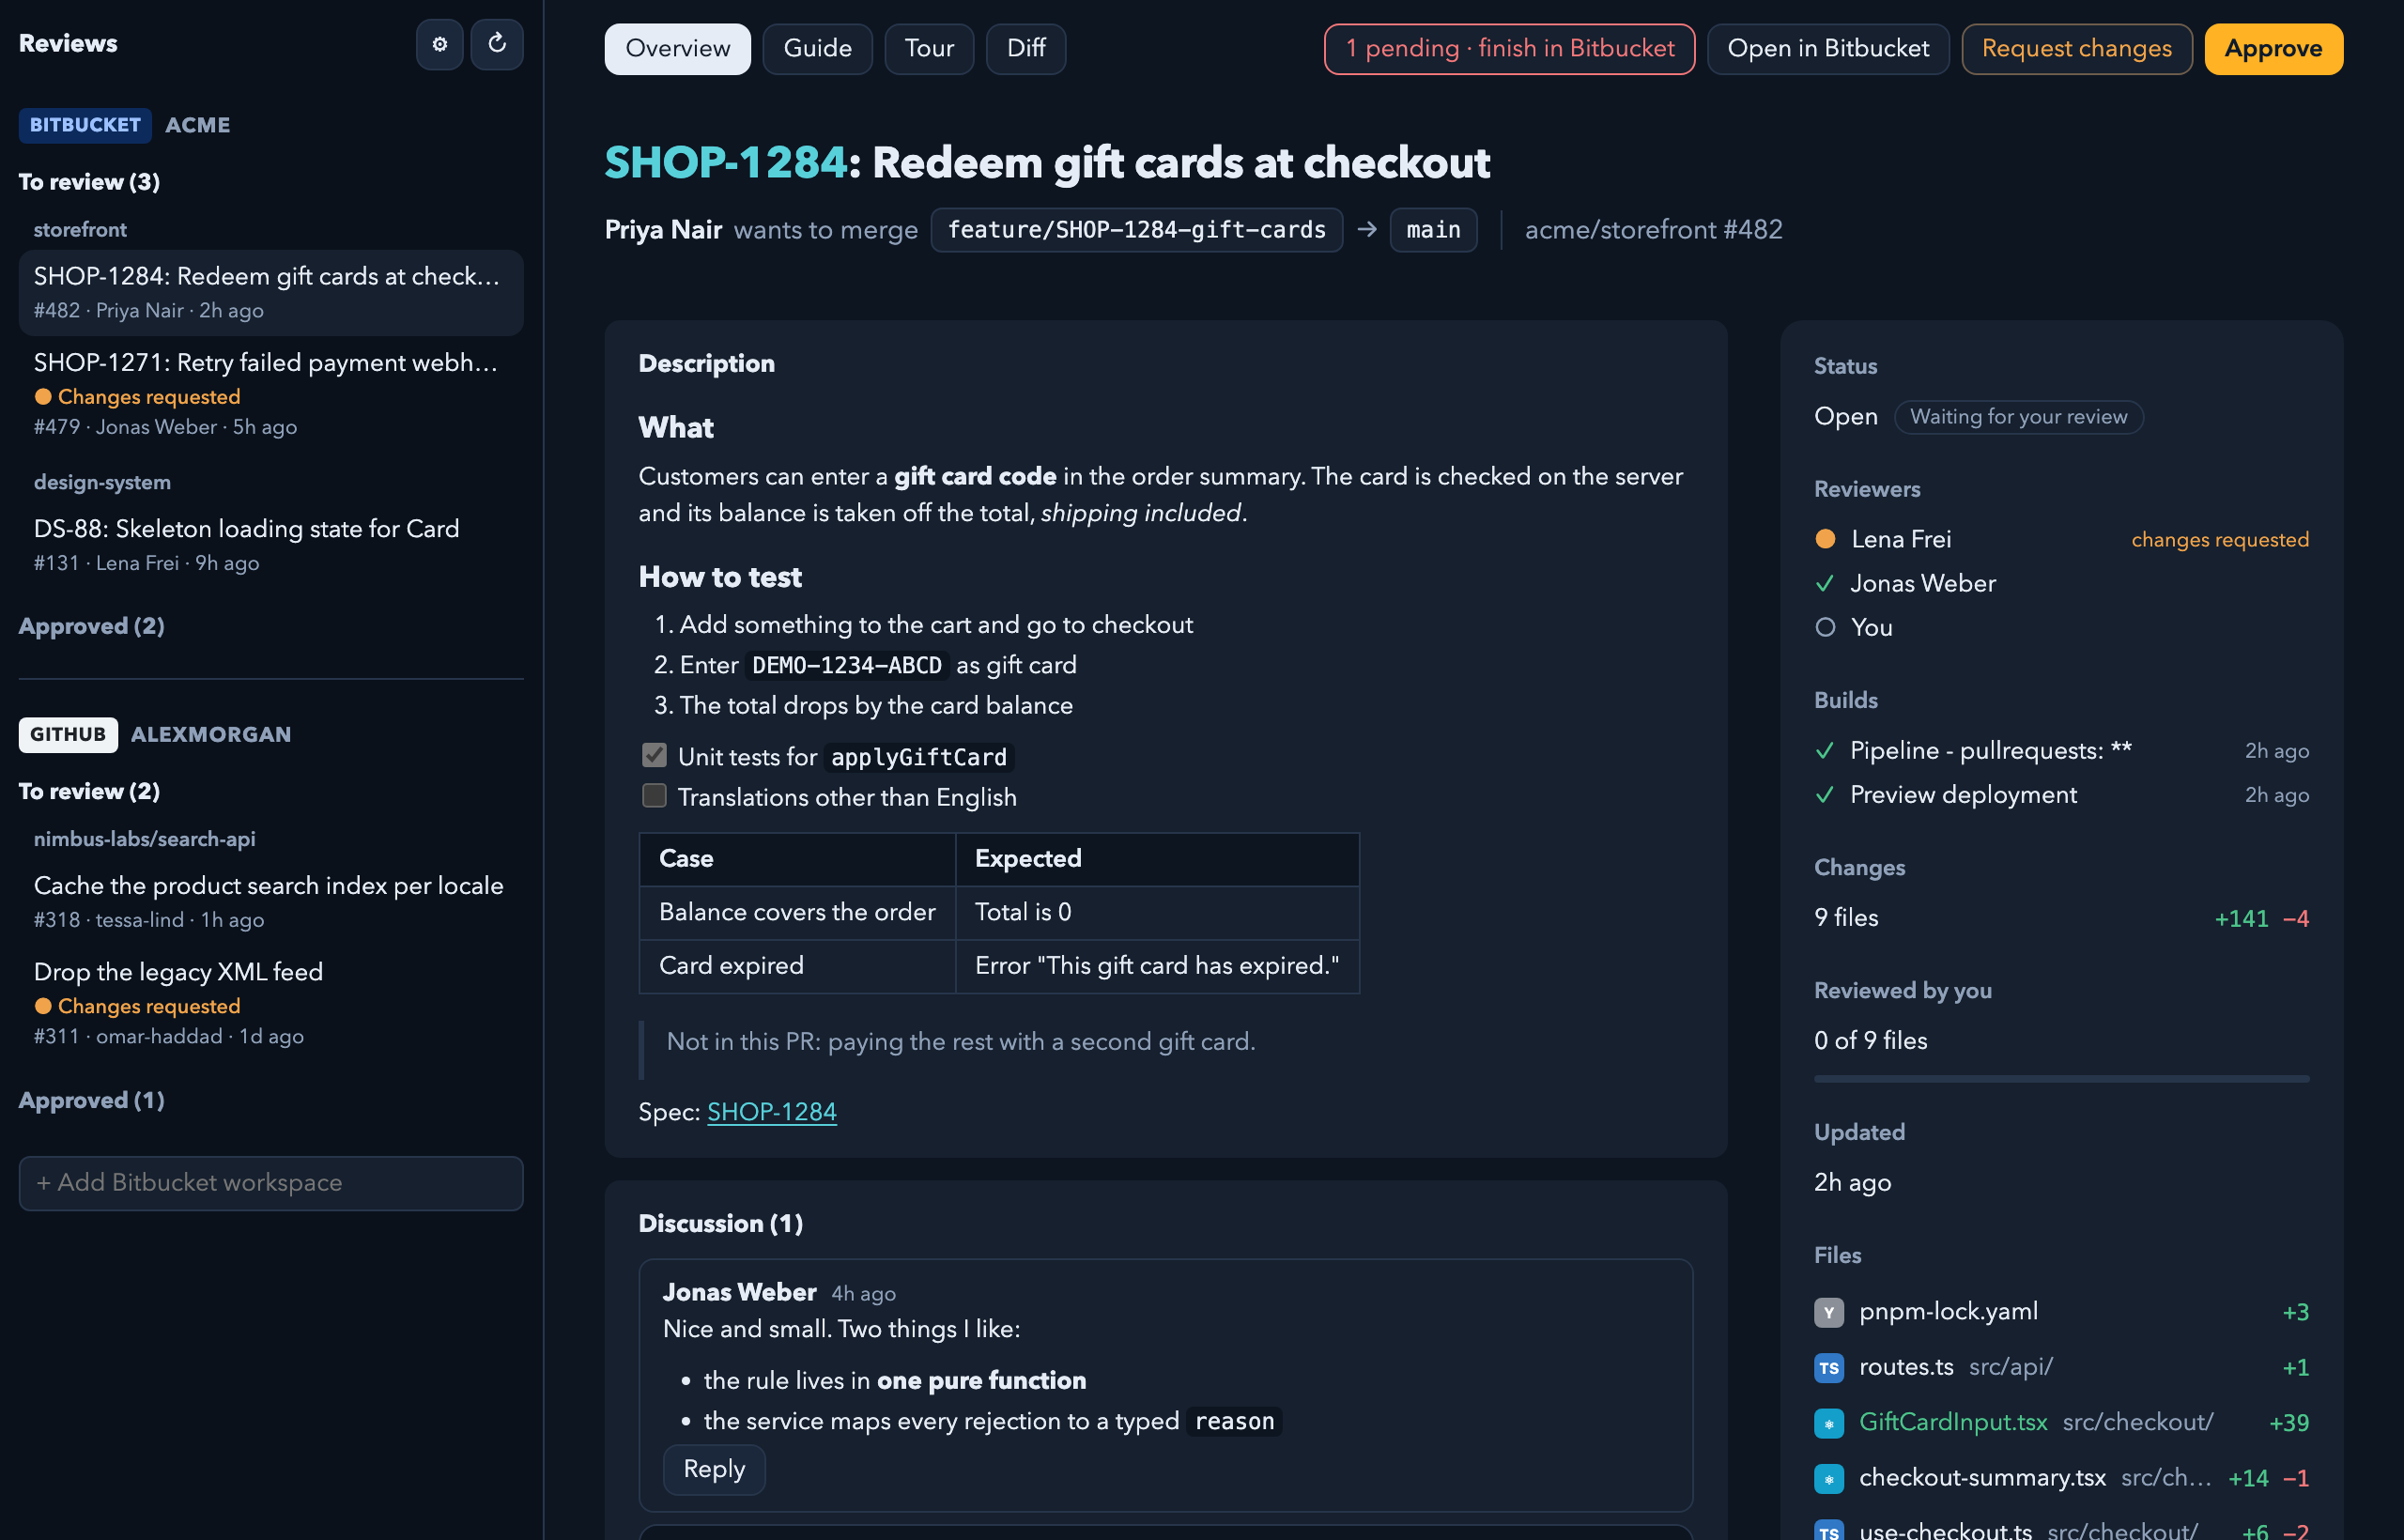 Reviews
BITBUCKET ACME
To review (3)
storefront
SHOP-1284: Redeem gift cards at check…
#482 · Priya Nair · 2h ago
SHOP-1271: Retry failed payment webh…
Changes requested
#479 · Jonas Weber · 5h ago
design-system
DS-88: Skeleton loading state for Card
#131 · Lena Frei · 9h ago
Approved (2)
GITHUB ALEXMORGAN
To review (2)
nimbus-labs/search-api
Cache the product search index per locale
#318 · tessa-lind · 1h ago
Drop the legacy XML feed
Changes requested
#311 · omar-haddad · 1d ago
Approved (1)
+ Add Bitbucket workspace
Overview Guide Tour Diff
1 pending · finish in Bitbucket Open in Bitbucket Request changes Approve
SHOP-1284: Redeem gift cards at checkout
Priya Nair wants to merge feature/SHOP-1284-gift-cards → main acme/storefront #482
Description
What
Customers can enter a gift card code in the order summary. The card is checked on the server
and its balance is taken off the total, shipping included.
How to test
1. Add something to the cart and go to checkout
2. Enter DEMO-1234-ABCD as gift card
3. The total drops by the card balance
Unit tests for applyGiftCard
Translations other than English
Case Expected
Balance covers the order Total is 0
Card expired Error "This gift card has expired."
Not in this PR: paying the rest with a second gift card.
Spec: SHOP-1284
Discussion (1)
Jonas Weber 4h ago
Nice and small. Two things I like:
• the rule lives in one pure function
• the service maps every rejection to a typed reason
Reply
Status
Open Waiting for your review
Reviewers
Lena Frei changes requested
Jonas Weber
You
Builds
Pipeline - pullrequests: ** 2h ago
Preview deployment 2h ago
Changes
9 files +141 −4
Reviewed by you
0 of 9 files
Updated
2h ago
Files
Y pnpm-lock.yaml +3
TS routes.ts src/api/ +1
GiftCardInput.tsx src/checkout/ +39
checkout-summary.tsx src/ch… +14 −1
TS use-checkout.ts src/checkout/ +6 −2